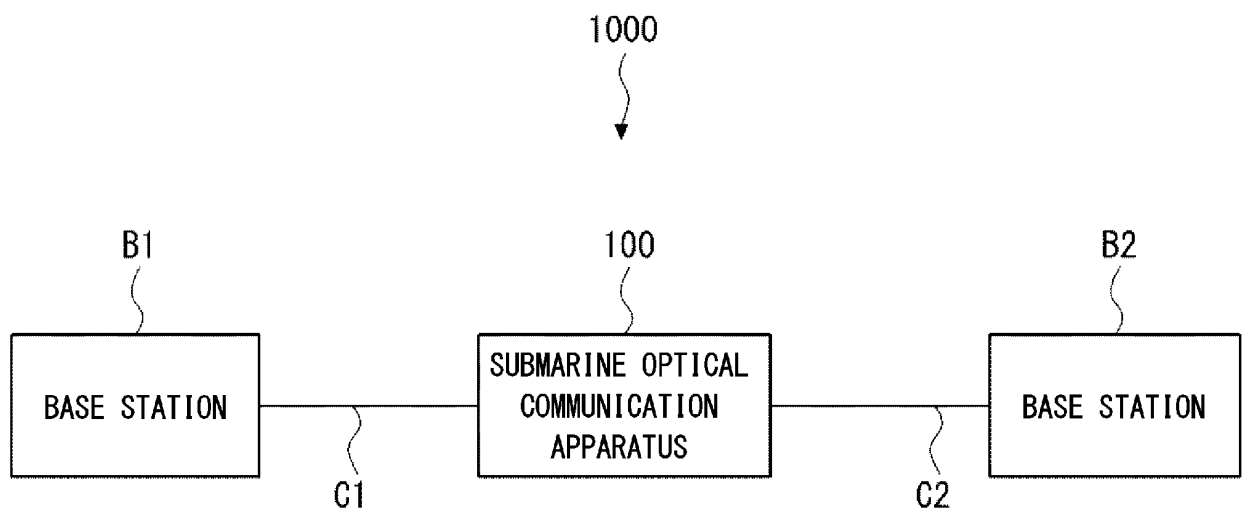 1000
B1
100
B2
BASE STATION
SUBMARINE OPTICAL
COMMUNICATION
APPARATUS
BASE STATION
C1
C2